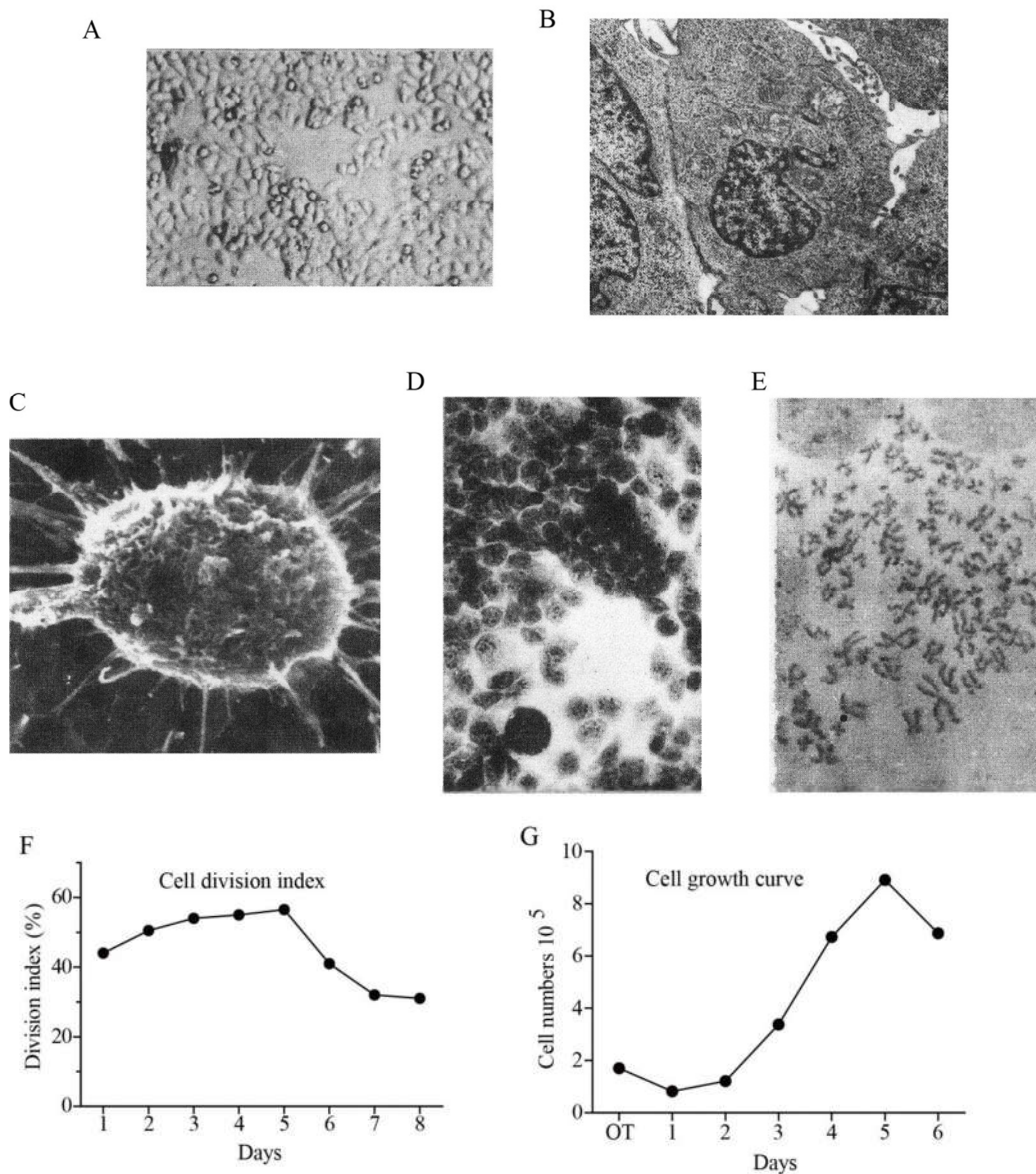 A
B
C
D
E
F
Cell division index
Division index (%)
60
40
20
0
1 2 3 4 5 6 7 8
Days
G
Cell growth curve
Cell numbers 10 5
10
8
6
4
2
0
OT 1 2 3 4 5 6
Days